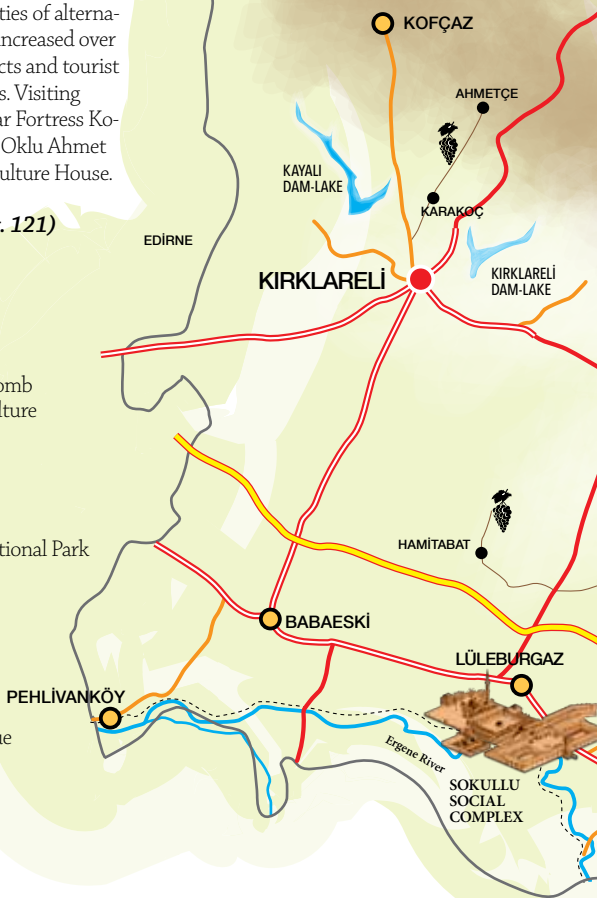 ties of alterna-
increased over
cts and tourist
s. Visiting
ar Fortress Ko-
Oklu Ahmet
ulture House.
. 121)
omb
lture
tional Park
ue
KOFÇAZ
AHMETÇE
KAYALI
DAM-LAKE
KARAKOÇ
EDİRNE
KIRKLARELİ
KIRKLARELİ
DAM-LAKE
HAMİTABAT
BABAESKİ
LÜLEBURGAZ
PEHLİVANKÖY
Ergene River
SOKULLU
SOCIAL
COMPLEX